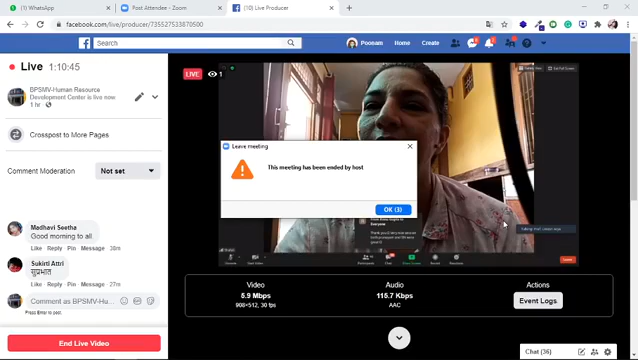 (1) WhatsApp
Post Attendee - Zoom
(10) Live Producer
facebook.com/live/producer/735527533870500
Search
Poonam
Home
Create
Live
1:10:45
BPSMV-Human Resource
Development Center is live now
1 hr
Crosspost to More Pages
Comment Moderation
Not set
Madhavi Seetha
Good morning to all
Like Reply Pin Message 38m
Sukirti Attri
सुप्रभात
Like Reply Pin Message 27m
Comment as BPSMV-Hu
Press Enter to post.
End Live Video
LIVE
1
Leave meeting
This meeting has been ended by host
OK (3)
Everyone
Video
5.9 Mbps
908×512, 30 fps
Audio
115.7 Kbps
AAC
Actions
Event Logs
Chat (36)